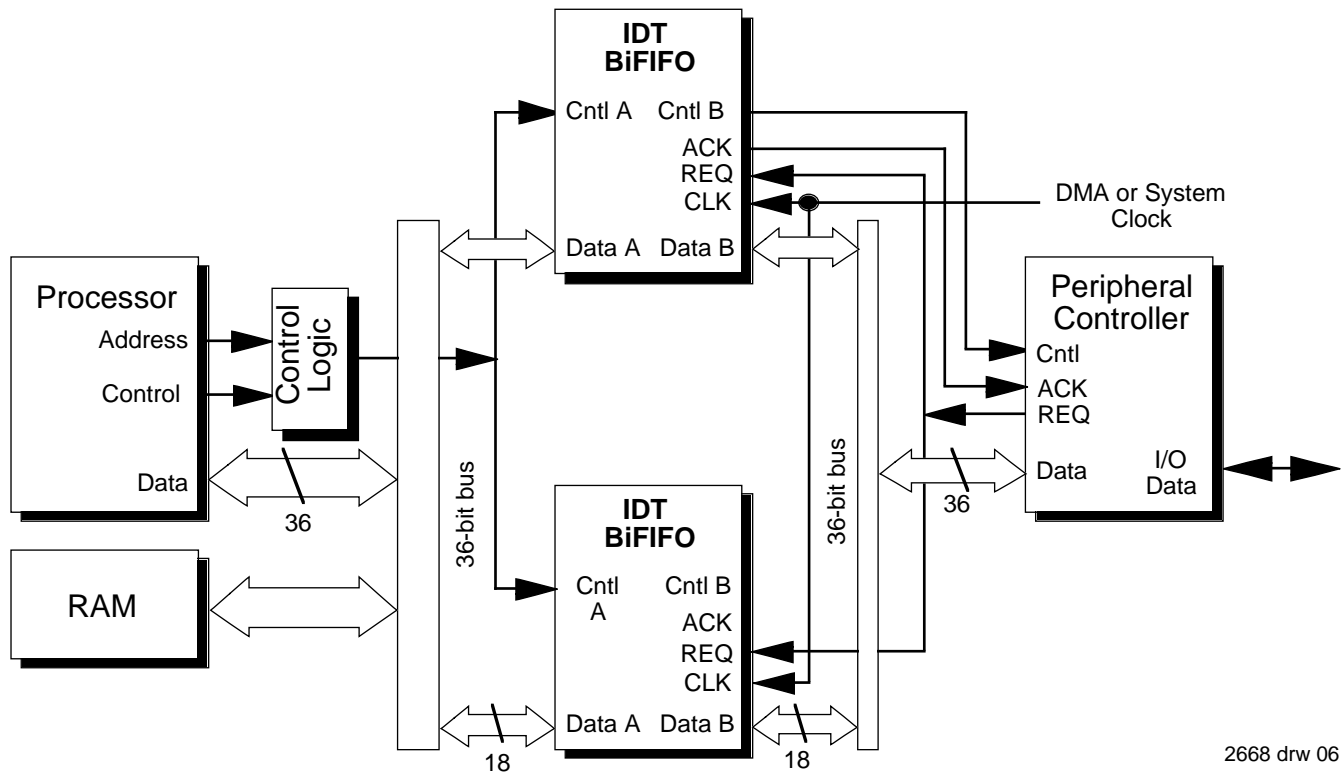 IDT
BiFIFO
Cntl A
Cntl B
ACK
REQ
CLK
Data A
Data B
DMA or System
Clock
Processor
Address
Control
Data
36
Control
Logic
RAM
36-bit bus
36-bit bus
Peripheral
Controller
Cntl
ACK
REQ
Data
I/O
Data
36
IDT
BiFIFO
Cntl
A
Cntl B
ACK
REQ
CLK
Data A
Data B
18
18
2668 drw 06